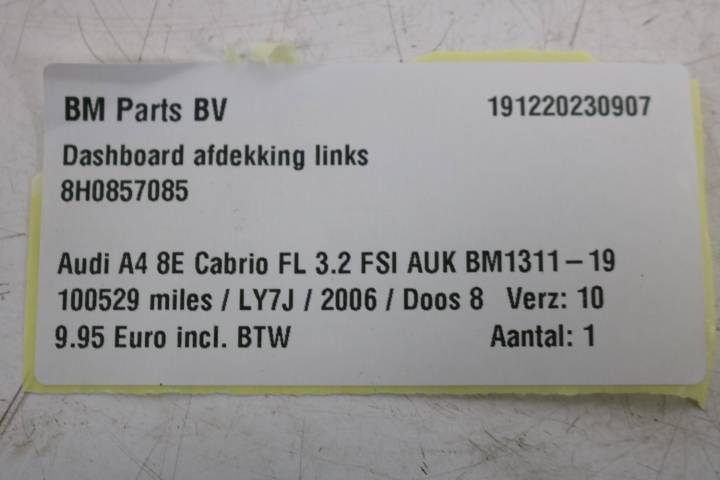 BM Parts BV 191220230907
Dashboard afdekking links
8H0857085
Audi A4 8E Cabrio FL 3.2 FSI AUK BM1311-19
100529 miles / LY7J / 2006 / Doos 8 Verz: 10
9.95 Euro incl. BTW Aantal: 1